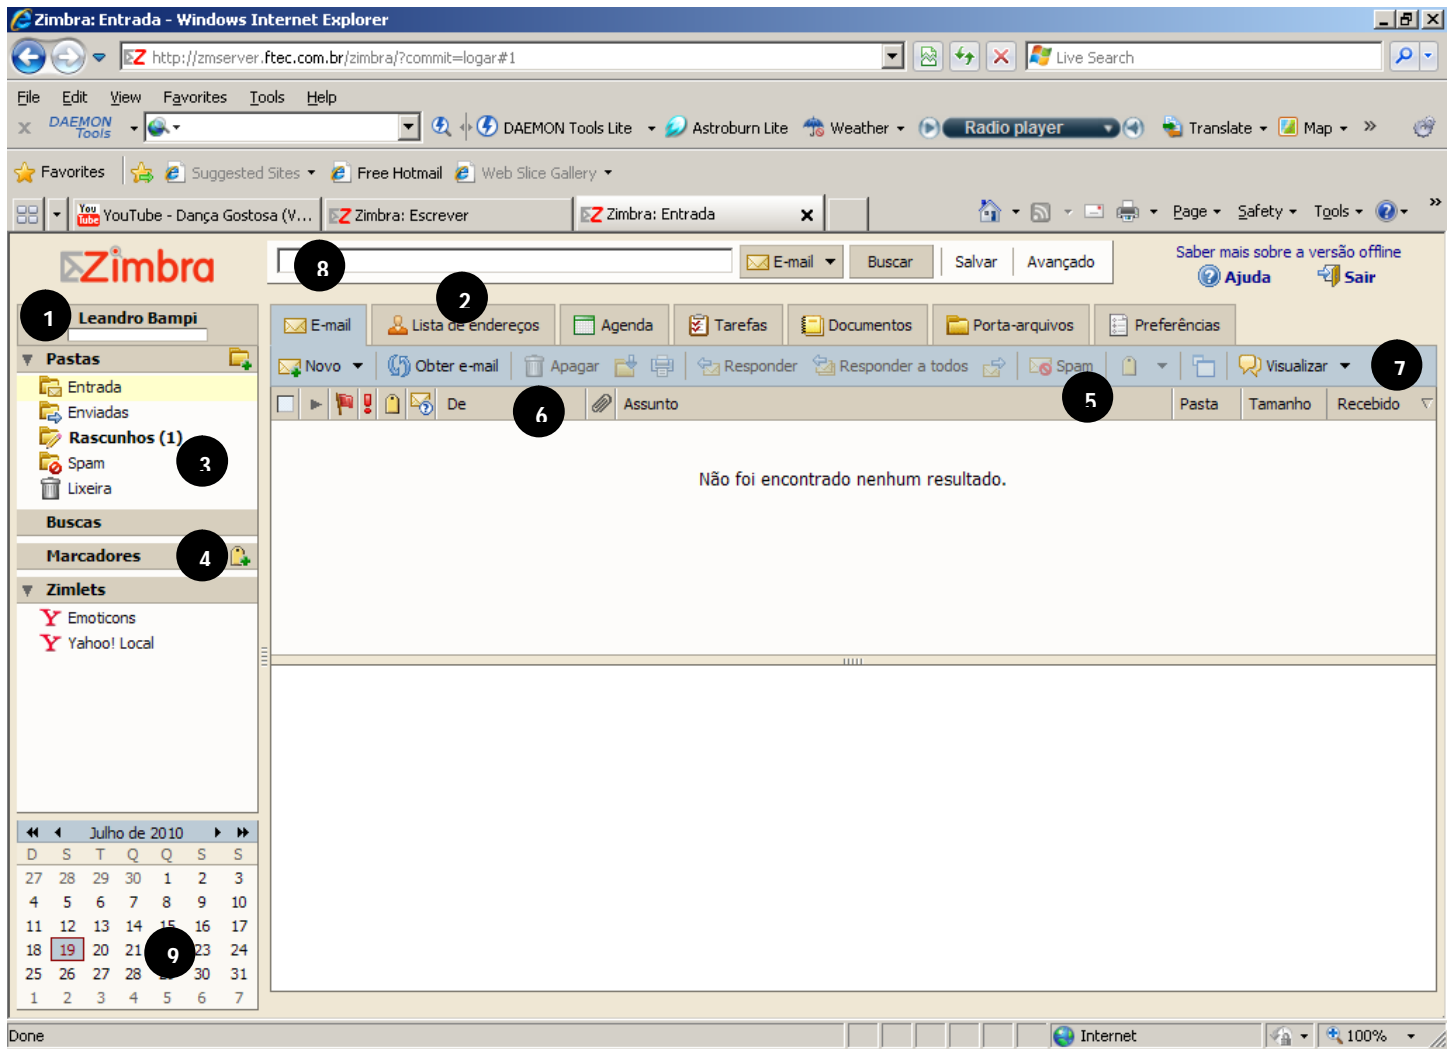 Zimbra: Entrada - Windows Internet Explorer
http://zmserver.ftec.com.br/zimbra/?commit=logar#1
Live Search
File Edit View Favorites Tools Help
DAEMON Tools
DAEMON Tools Lite Astroburn Lite Weather Radio player Translate Map »
Favorites Suggested Sites Free Hotmail Web Slice Gallery
You Tube YouTube - Dança Gostosa (V... Zimbra: Escrever Zimbra: Entrada x Page Safety Tools »
Zimbra
8 E-mail Buscar Salvar Avançado
Saber mais sobre a versão offline
Ajuda Sair
1 Leandro Bampi
2
E-mail Lista de endereços Agenda Tarefas Documentos Porta-arquivos Preferências
Novo Obter e-mail Apagar Responder Responder a todos Spam Visualizar 7
De 6 Assunto 5 Pasta Tamanho Recebido
Não foi encontrado nenhum resultado.
Pastas
Entrada
Enviadas
Rascunhos (1)
Spam 3
Lixeira
Buscas
Marcadores 4
Zimlets
Y Emoticons
Y Yahoo! Local
Julho de 2010
D S T Q Q S S
27 28 29 30 1 2 3
4 5 6 7 8 9 10
11 12 13 14 15 16 17
18 19 20 21 9 23 24
25 26 27 28 29 30 31
1 2 3 4 5 6 7
Done Internet 100%